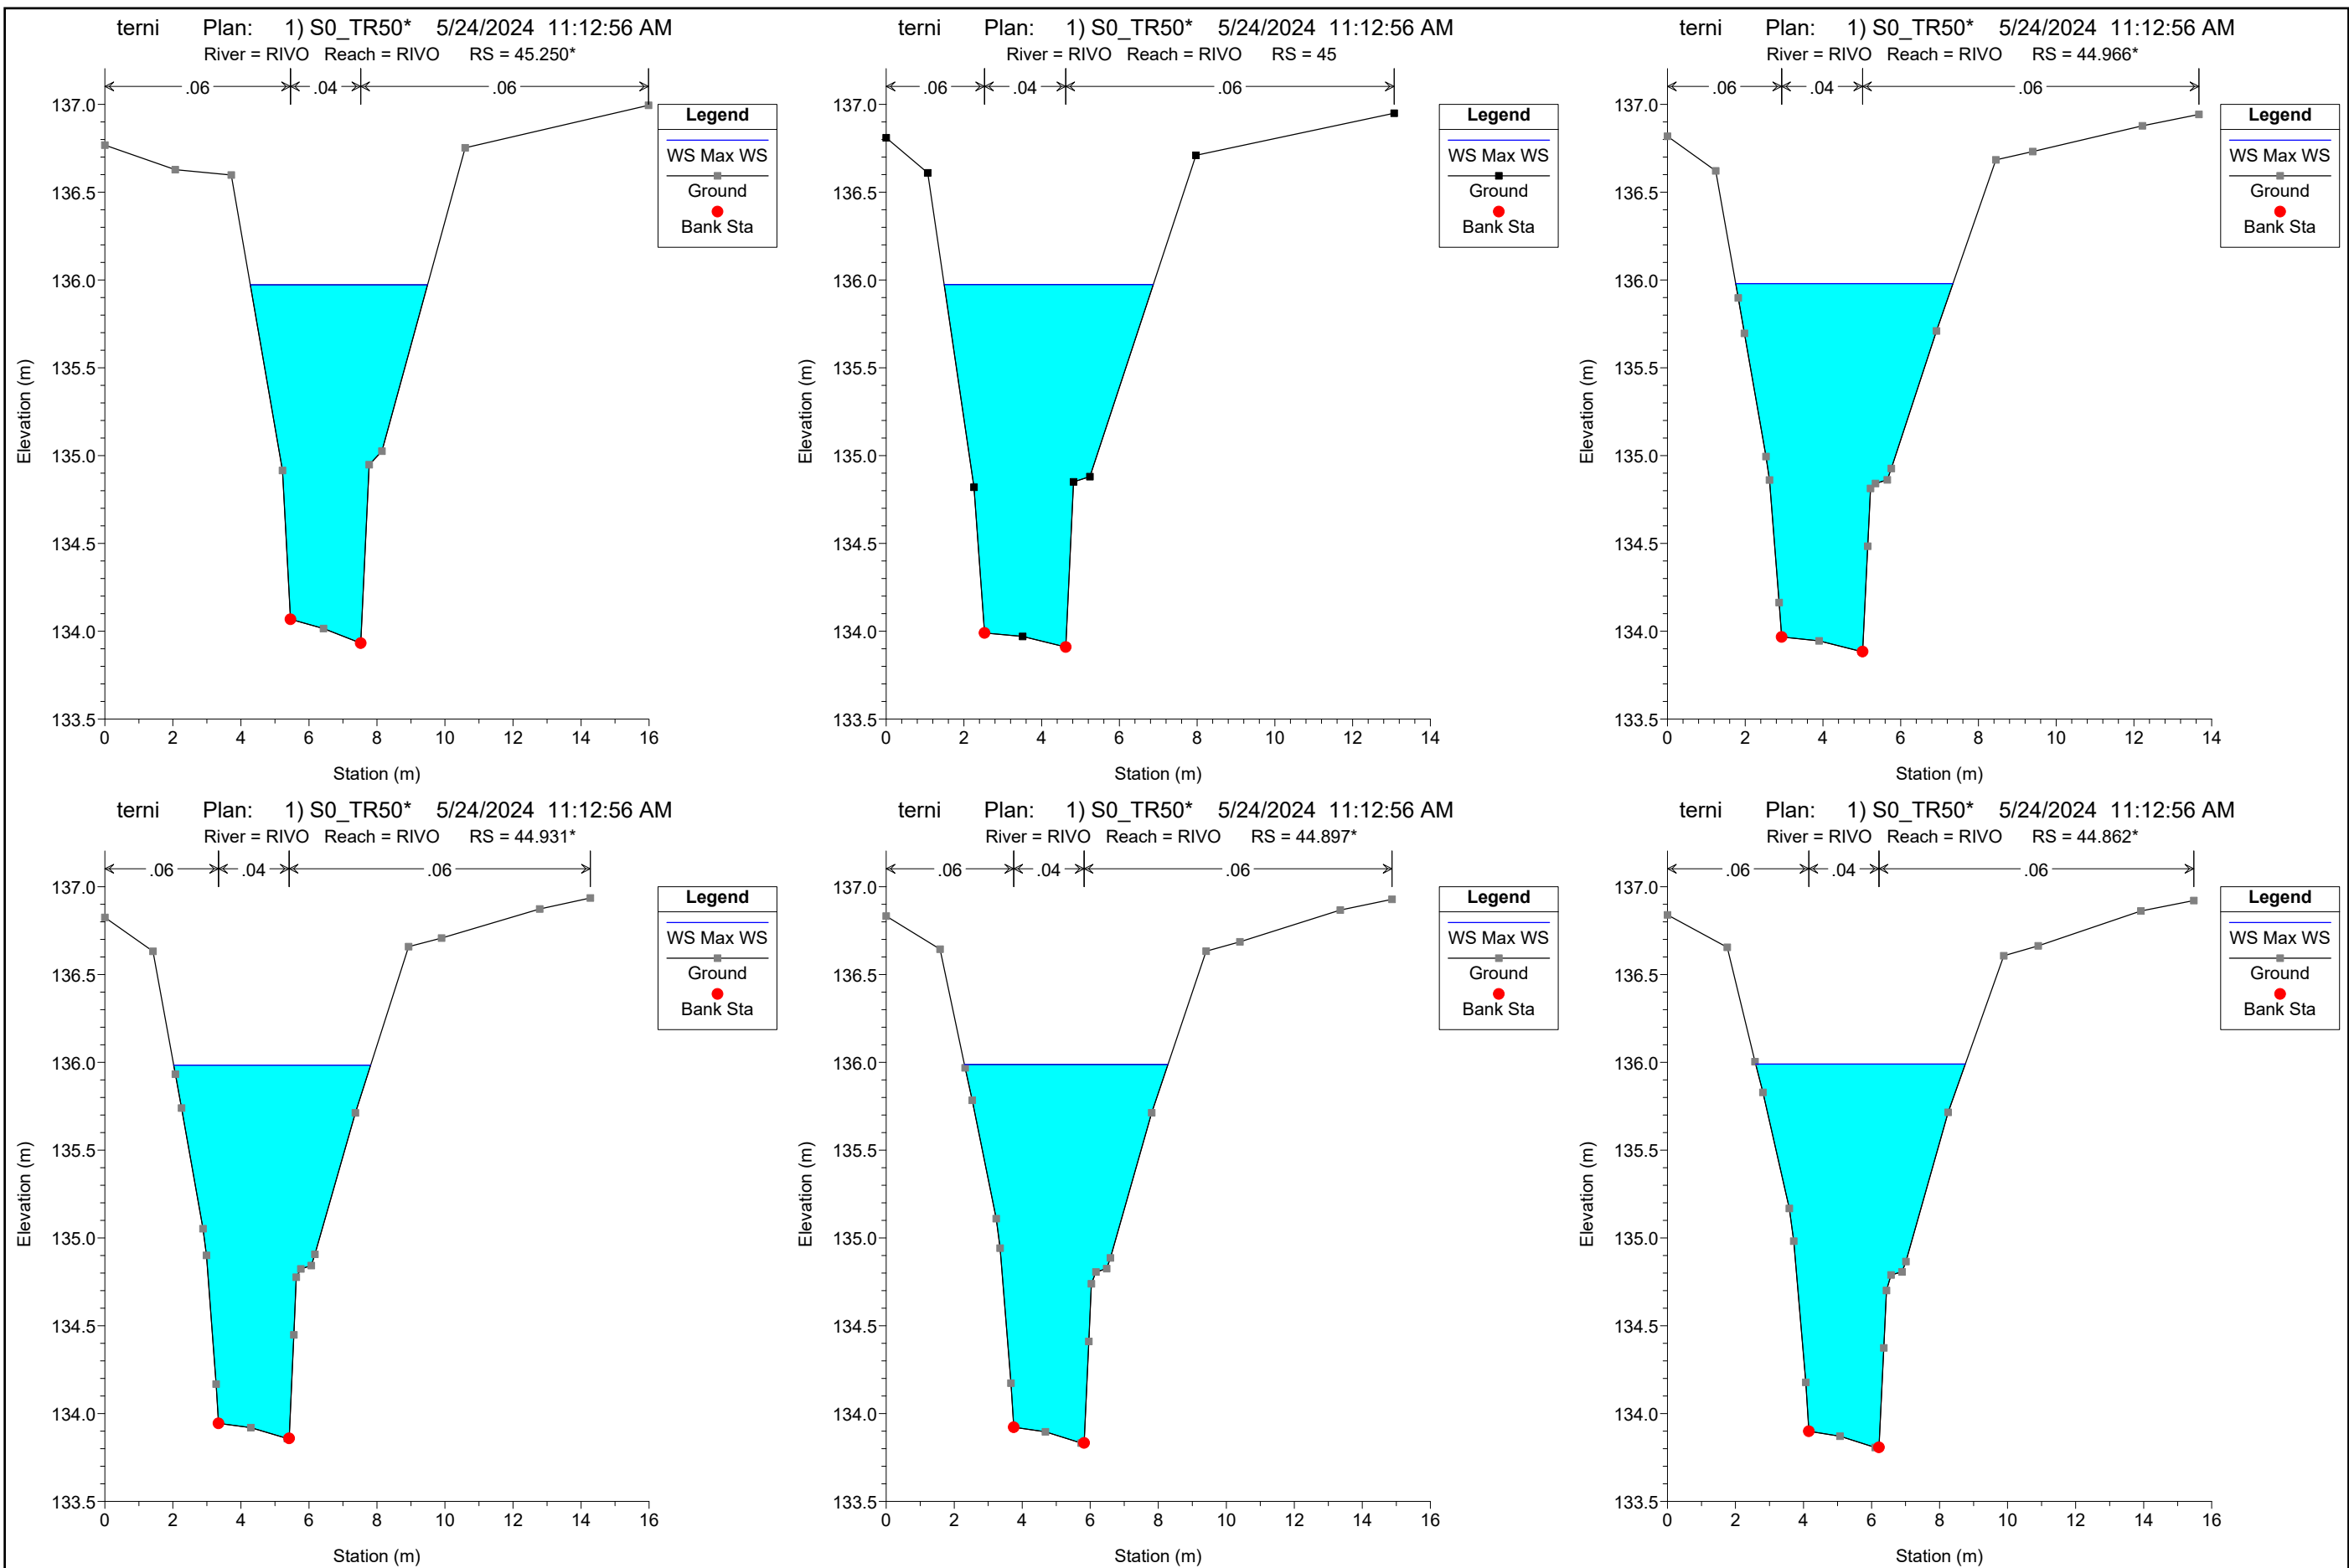 terni Plan: 1) S0_TR50* 5/24/2024 11:12:56 AM
River = RIVO Reach = RIVO RS = 45.250*
.06 .04 .06
137.0
136.5
136.0
135.5
135.0
134.5
134.0
133.5
Elevation (m)
0 2 4 6 8 10 12 14 16
Station (m)
Legend
WS Max WS
Ground
Bank Sta
terni Plan: 1) S0_TR50* 5/24/2024 11:12:56 AM
River = RIVO Reach = RIVO RS = 45
.06 .04 .06
137.0
136.5
136.0
135.5
135.0
134.5
134.0
133.5
Elevation (m)
0 2 4 6 8 10 12 14
Station (m)
Legend
WS Max WS
Ground
Bank Sta
terni Plan: 1) S0_TR50* 5/24/2024 11:12:56 AM
River = RIVO Reach = RIVO RS = 44.966*
.06 .04 .06
137.0
136.5
136.0
135.5
135.0
134.5
134.0
133.5
Elevation (m)
0 2 4 6 8 10 12 14
Station (m)
Legend
WS Max WS
Ground
Bank Sta
terni Plan: 1) S0_TR50* 5/24/2024 11:12:56 AM
River = RIVO Reach = RIVO RS = 44.931*
.06 .04 .06
137.0
136.5
136.0
135.5
135.0
134.5
134.0
133.5
Elevation (m)
0 2 4 6 8 10 12 14 16
Station (m)
Legend
WS Max WS
Ground
Bank Sta
terni Plan: 1) S0_TR50* 5/24/2024 11:12:56 AM
River = RIVO Reach = RIVO RS = 44.897*
.06 .04 .06
137.0
136.5
136.0
135.5
135.0
134.5
134.0
133.5
Elevation (m)
0 2 4 6 8 10 12 14 16
Station (m)
Legend
WS Max WS
Ground
Bank Sta
terni Plan: 1) S0_TR50* 5/24/2024 11:12:56 AM
River = RIVO Reach = RIVO RS = 44.862*
.06 .04 .06
137.0
136.5
136.0
135.5
135.0
134.5
134.0
133.5
Elevation (m)
0 2 4 6 8 10 12 14 16
Station (m)
Legend
WS Max WS
Ground
Bank Sta